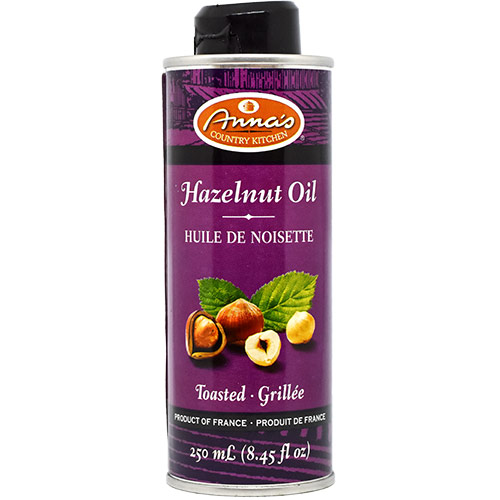 Anna's
COUNTRY KITCHEN
Hazelnut Oil
HUILE DE NOISETTE
Toasted · Grillée
PRODUCT OF FRANCE · PRODUIT DE FRANCE
250 mL (8.45 fl oz)